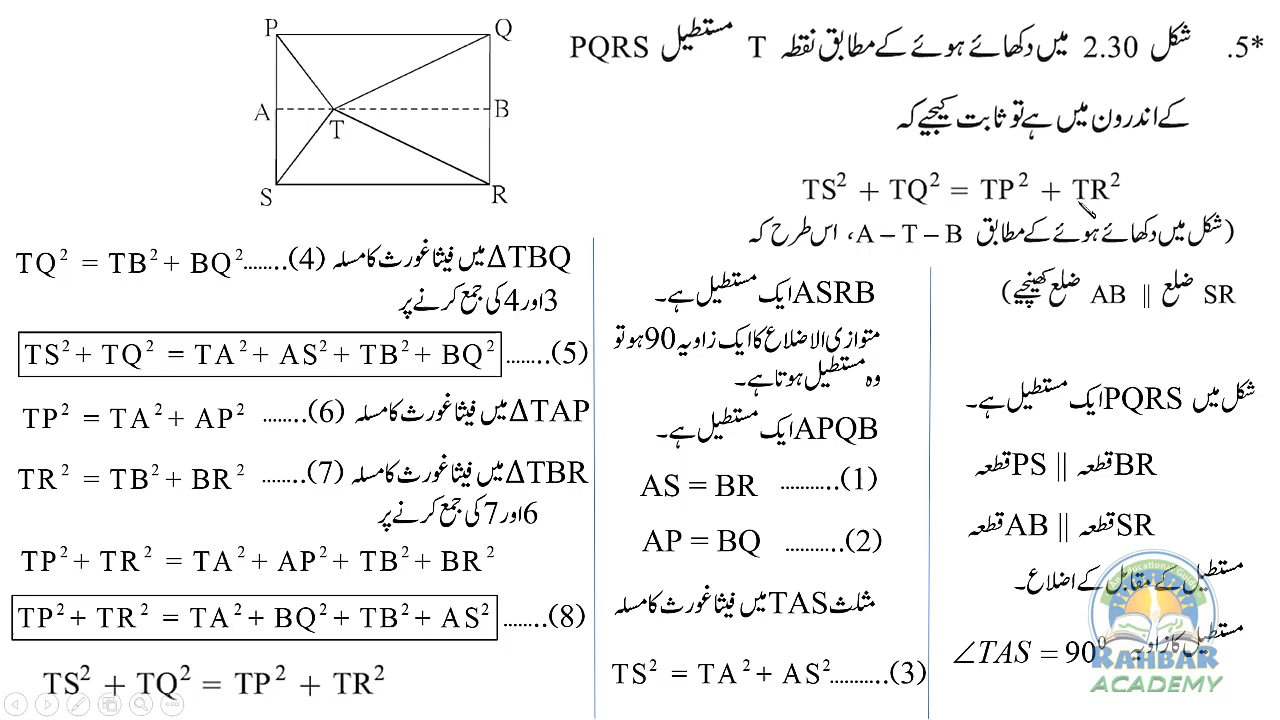 *5. شکل 2.30 میں دکھائے ہوئے کے مطابق نقطہ T مستطیل PQRS
کے اندرون میں ہے تو ثابت کیجیے کہ
TS² + TQ² = TP² + TR²
(شکل میں دکھائے ہوئے کے مطابق A – T – B ، اس طرح کہ
SR ضلع || AB ضلع کھینچیے)
شکل میں PQRS ایک مستطیل ہے۔
BR قطعہ || PS قطعہ
SR قطعہ || AB قطعہ
مستطیل کے مقابل کے اضلاع۔
مستطیل کا زاویہ ∠TAS = 90⁰
ASRB ایک مستطیل ہے۔
متوازی الاضلاع کا ایک زاویہ 90 ہو تو
وہ مستطیل ہوتا ہے۔
APQB ایک مستطیل ہے۔
AS = BR ...........(1)
AP = BQ ...........(2)
مثلث TAS میں فیثاغورث کا مسلہ
TS² = TA² + AS²...........(3)
ΔTBQ میں فیثاغورث کا مسلہ TQ² = TB² + BQ²........(4)
3 اور 4 کی جمع کرنے پر
TS² + TQ² = TA² + AS² + TB² + BQ² ........(5)
ΔTAP میں فیثاغورث کا مسلہ TP² = TA² + AP² ........(6)
ΔTBR میں فیثاغورث کا مسلہ TR² = TB² + BR² ........(7)
6 اور 7 کی جمع کرنے پر
TP² + TR² = TA² + AP² + TB² + BR²
TP² + TR² = TA² + BQ² + TB² + AS² ........(8)
TS² + TQ² = TP² + TR²
P
Q
A
B
T
S
R
RAHBAR
ACADEMY